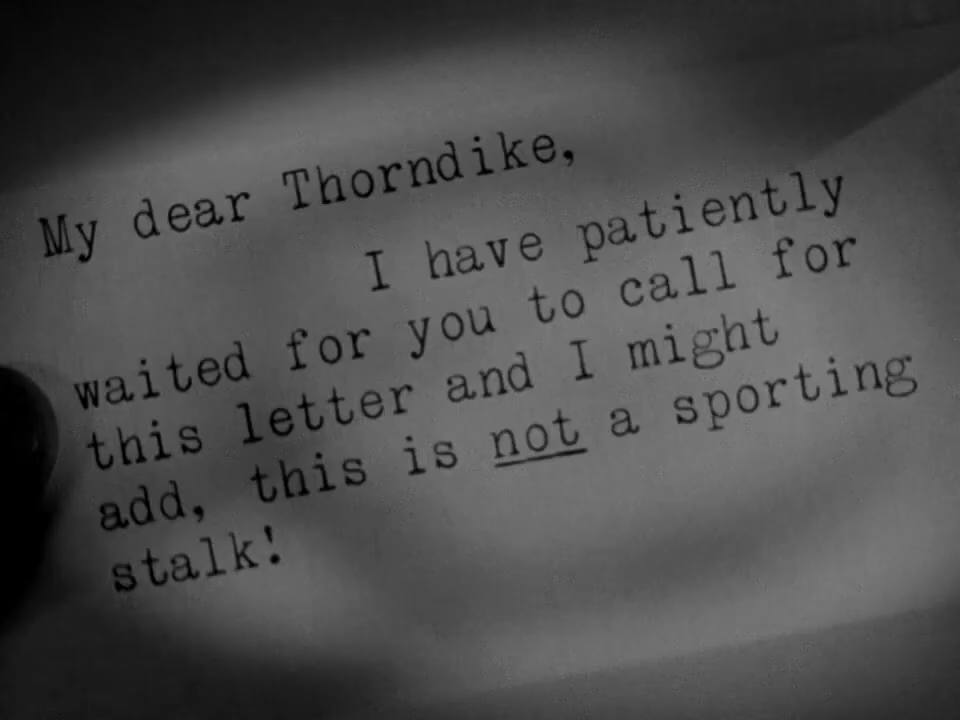 My dear Thorndike,
I have patiently
waited for you to call for
this letter and I might
add, this is not a sporting
stalk!